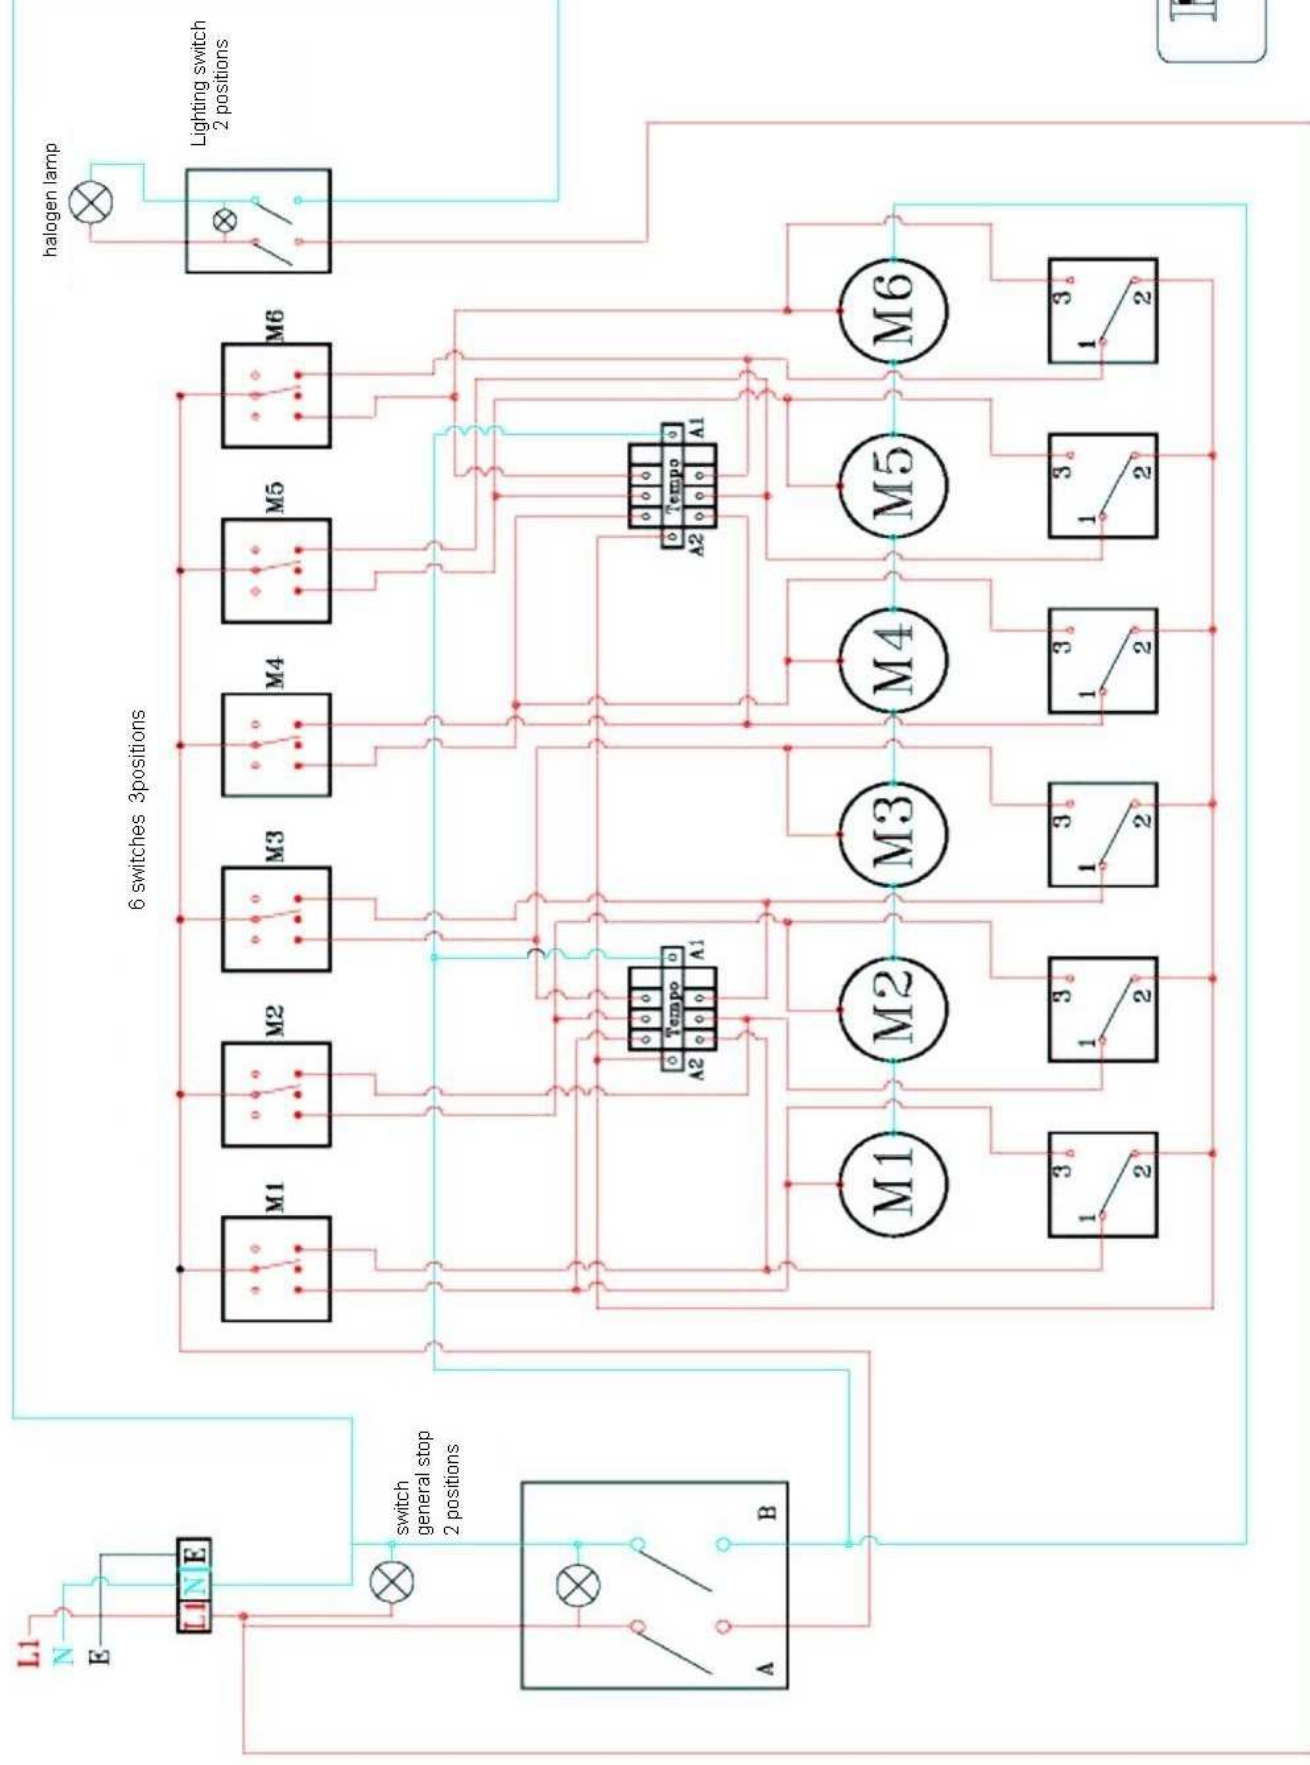 halogen lamp
Lighting switch
2 positions
6 switches 3positions
M1
M2
M3
M4
M5
M6
L1
N
E
L1 N E
switch
general stop
2 positions
A
B
A2 Tempo A1
A2 Tempo A1
M1
M2
M3
M4
M5
M6
1 2 3
1 2 3
1 2 3
1 2 3
1 2 3
1 2 3